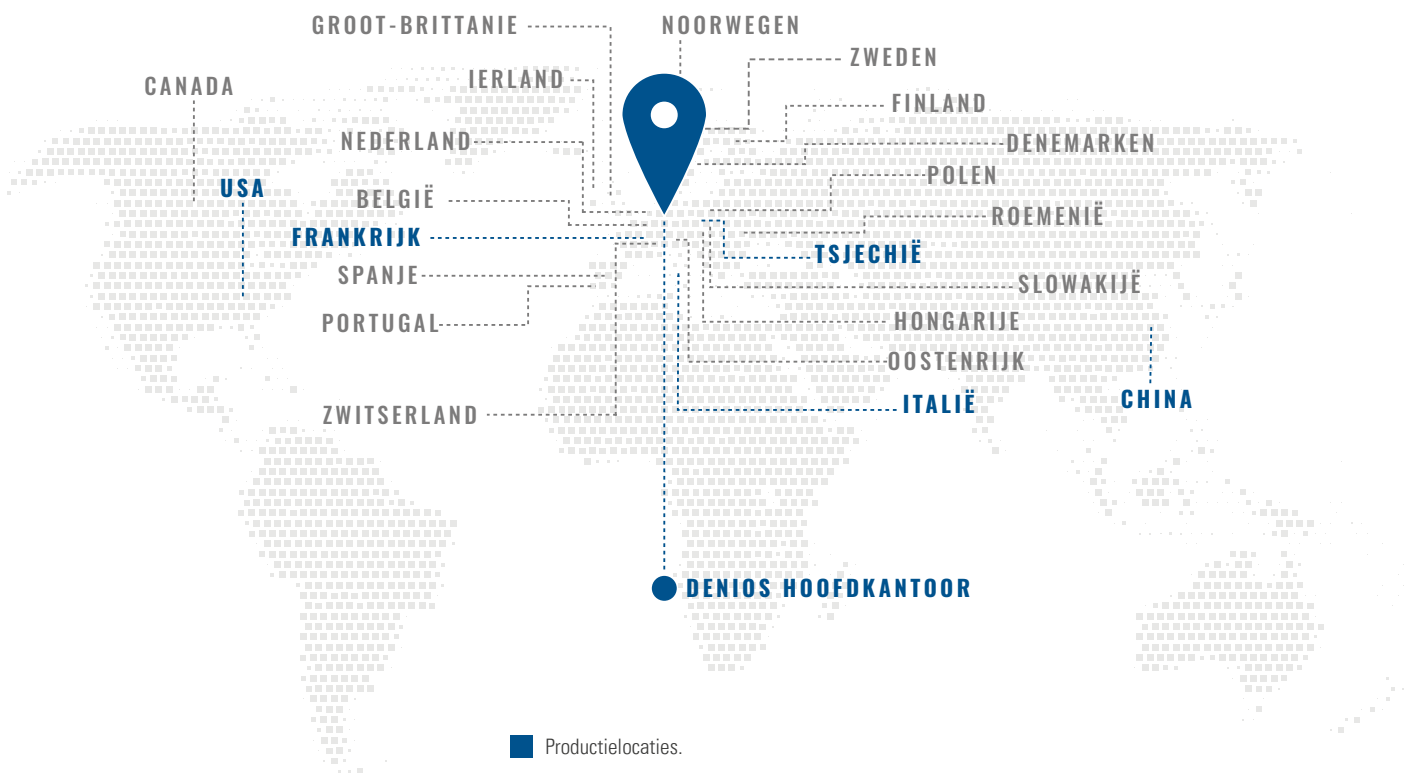 GROOT-BRITTANIE
NOORWEGEN
ZWEDEN
CANADA
IERLAND
FINLAND
NEDERLAND
DENEMARKEN
USA
POLEN
BELGIË
ROEMENIË
FRANKRIJK
TSJECHIË
SPANJE
SLOWAKIJË
PORTUGAL
HONGARIJE
OOSTENRIJK
ZWITSERLAND
ITALIË
CHINA
DENIOS HOOFDKANTOOR
Productielocaties.